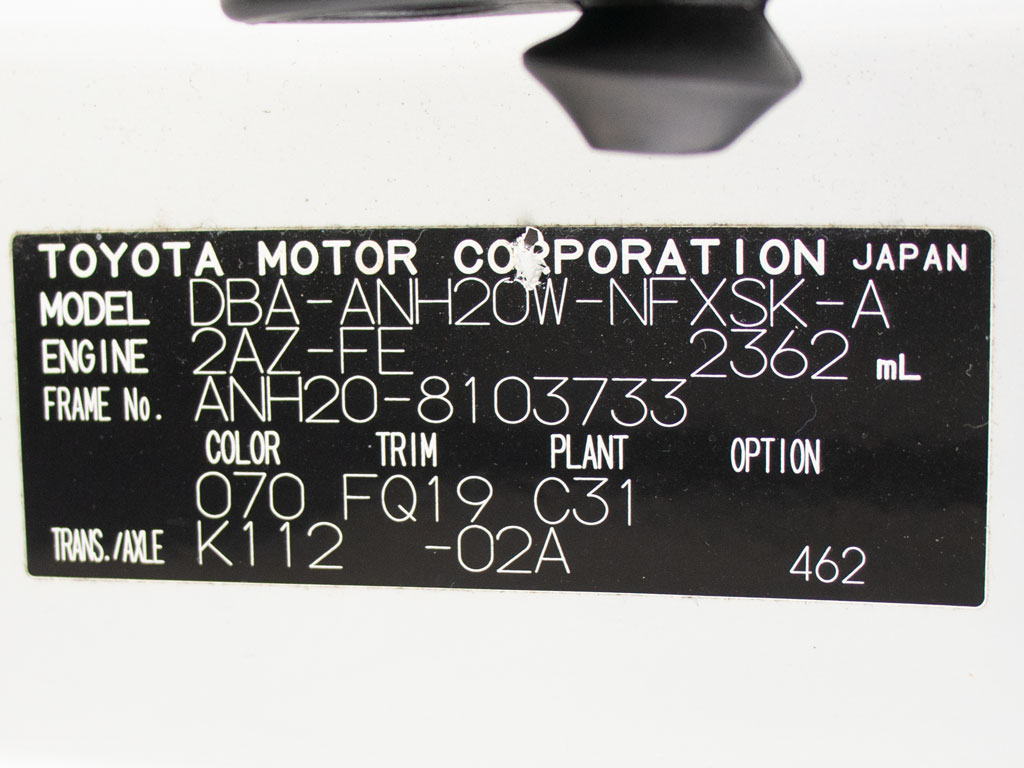 TOYOTA MOTOR CORPORATION JAPAN
MODEL DBA-ANH20W-NFXSK-A
ENGINE 2AZ-FE 2362 mL
FRAME No. ANH20-8103733
COLOR TRIM PLANT OPTION
070 FQ19 C31
TRANS./AXLE K112 -02A 462